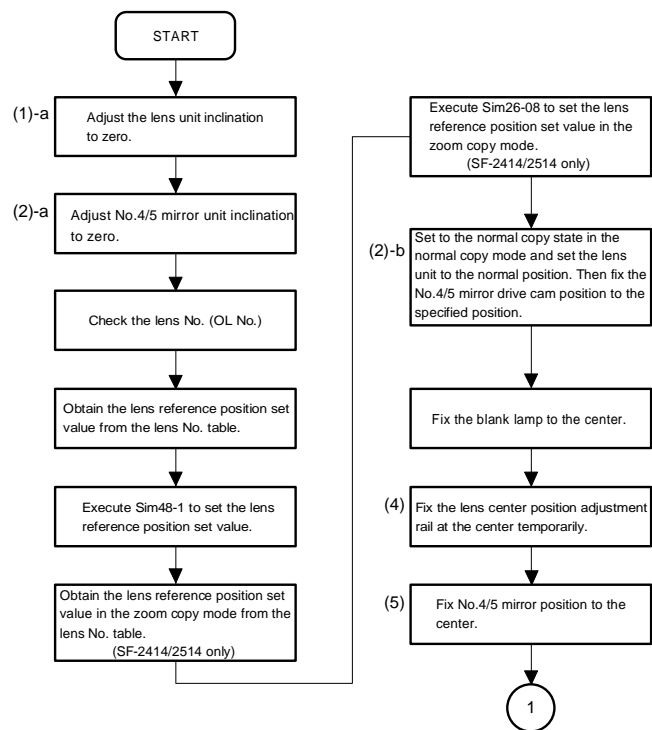 START
(1)-a
Adjust the lens unit inclination
to zero.
(2)-a
Adjust No.4/5 mirror unit inclination
to zero.
Check the lens No. (OL No.)
Obtain the lens reference position set
value from the lens No. table.
Execute Sim48-1 to set the lens
reference position set value.
Obtain the lens reference position set
value in the zoom copy mode from the
lens No. table.
(SF-2414/2514 only)
Execute Sim26-08 to set the lens
reference position set value in the
zoom copy mode.
(SF-2414/2514 only)
(2)-b
Set to the normal copy state in the
normal copy mode and set the lens
unit to the normal position. Then fix the
No.4/5 mirror drive cam position to the
specified position.
Fix the blank lamp to the center.
(4)
Fix the lens center position adjustment
rail at the center temporarily.
(5)
Fix No.4/5 mirror position to the
center.
1